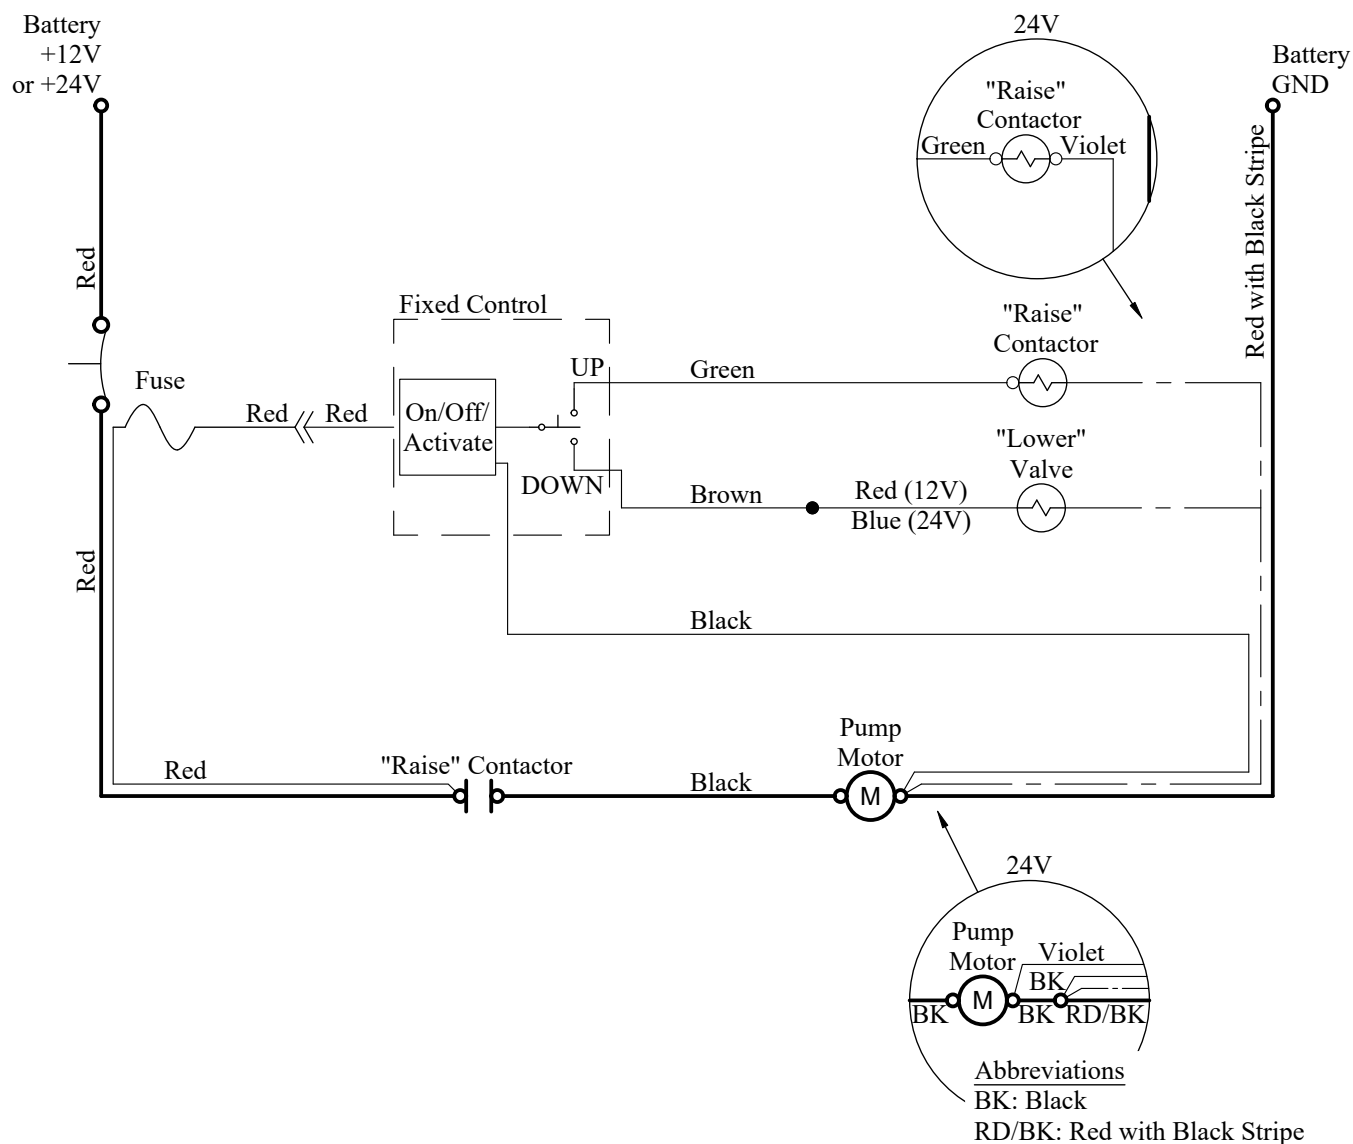 Battery
+12V
or +24V
24V
Battery
GND
"Raise"
Contactor
Green
Violet
Red with Black Stripe
Red
Fixed Control
"Raise"
Contactor
UP
Green
Fuse
Red
Red
On/Off/
Activate
"Lower"
Valve
DOWN
Brown
Red (12V)
Blue (24V)
Red
Black
Pump
Motor
Red
"Raise" Contactor
Black
M
24V
Pump
Motor
Violet
BK
M
BK
BK
RD/BK
Abbreviations
BK: Black
RD/BK: Red with Black Stripe